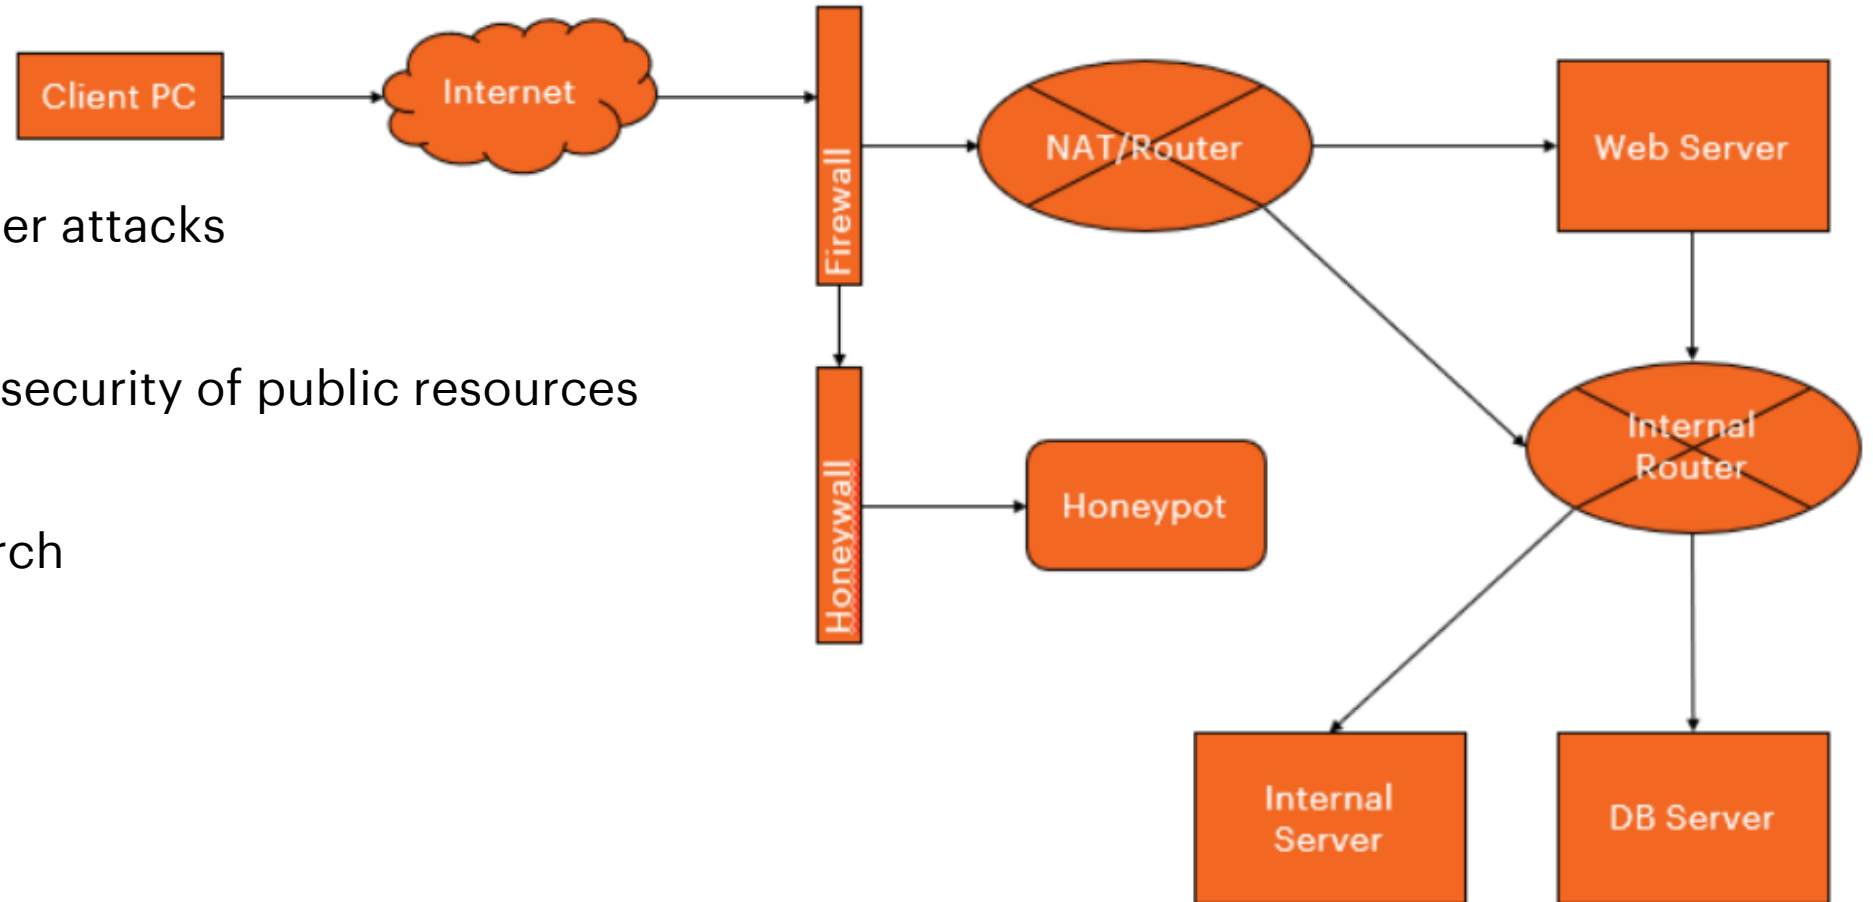 Client PC
Internet
Firewall
NAT/Router
Web Server
er attacks
security of public resources
rch
Honeywall
Honeypot
Internal
Router
Internal
Server
DB Server